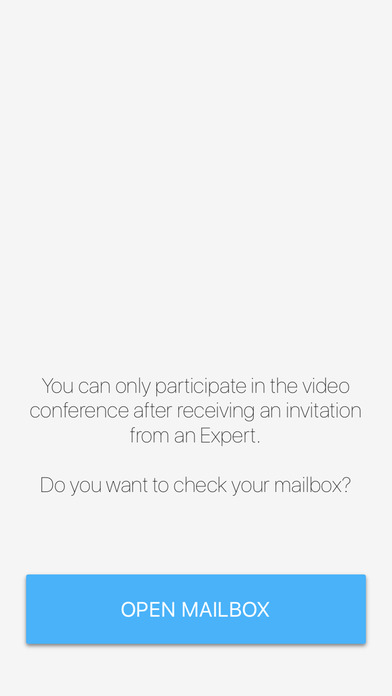 You can only participate in the video
conference after receiving an invitation
from an Expert.
Do you want to check your mailbox?
OPEN MAILBOX